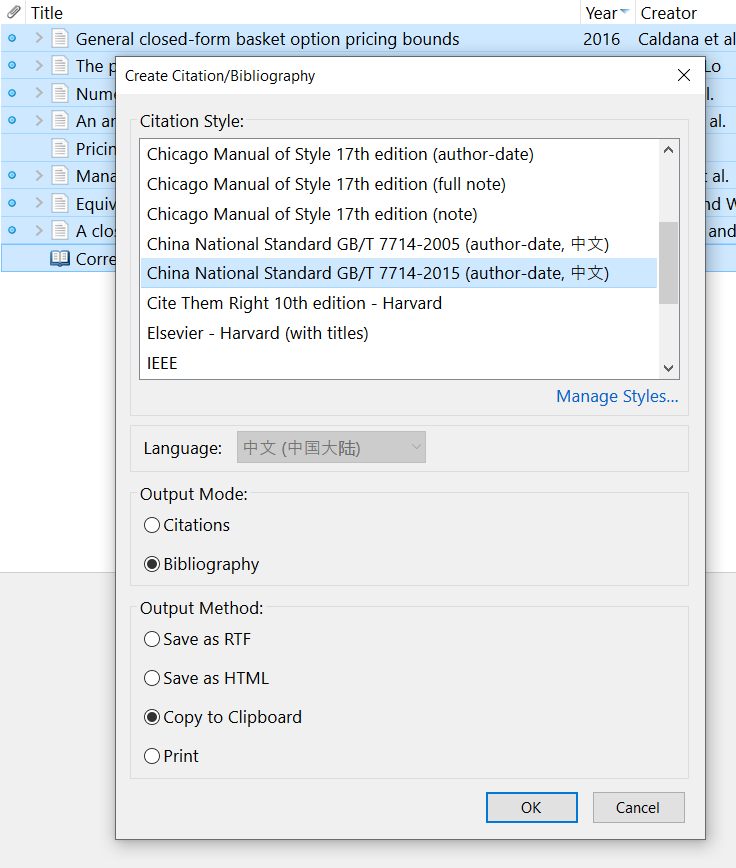 Title Year Creator
General closed-form basket option pricing bounds 2016 Caldana et al
The p Lo
Create Citation/Bibliography
Nume l.
Citation Style:
An ar al.
Chicago Manual of Style 17th edition (author-date)
Pricin
Mana t al.
Chicago Manual of Style 17th edition (full note)
Equiv nd W
Chicago Manual of Style 17th edition (note)
A clos and
China National Standard GB/T 7714-2005 (author-date, 中文)
Corre
China National Standard GB/T 7714-2015 (author-date, 中文)
Cite Them Right 10th edition - Harvard
Elsevier - Harvard (with titles)
IEEE
Manage Styles...
Language: 中文 (中国大陆)
Output Mode:
Citations
Bibliography
Output Method:
Save as RTF
Save as HTML
Copy to Clipboard
Print
OK Cancel